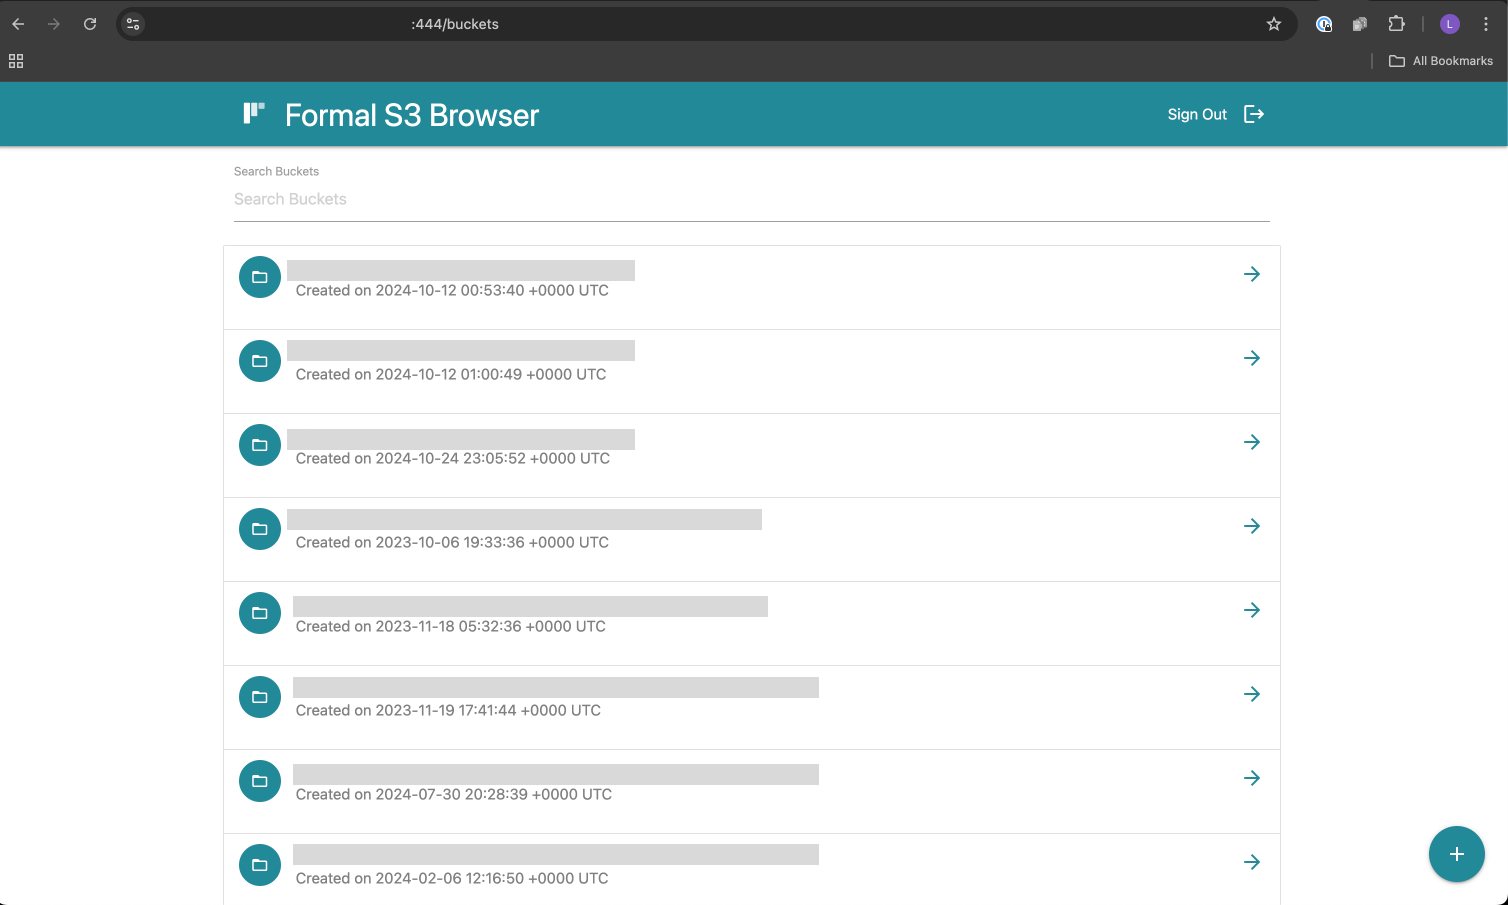 :444/buckets
L
All Bookmarks
Formal S3 Browser
Sign Out
Search Buckets
Search Buckets
Created on 2024-10-12 00:53:40 +0000 UTC
Created on 2024-10-12 01:00:49 +0000 UTC
Created on 2024-10-24 23:05:52 +0000 UTC
Created on 2023-10-06 19:33:36 +0000 UTC
Created on 2023-11-18 05:32:36 +0000 UTC
Created on 2023-11-19 17:41:44 +0000 UTC
Created on 2024-07-30 20:28:39 +0000 UTC
Created on 2024-02-06 12:16:50 +0000 UTC